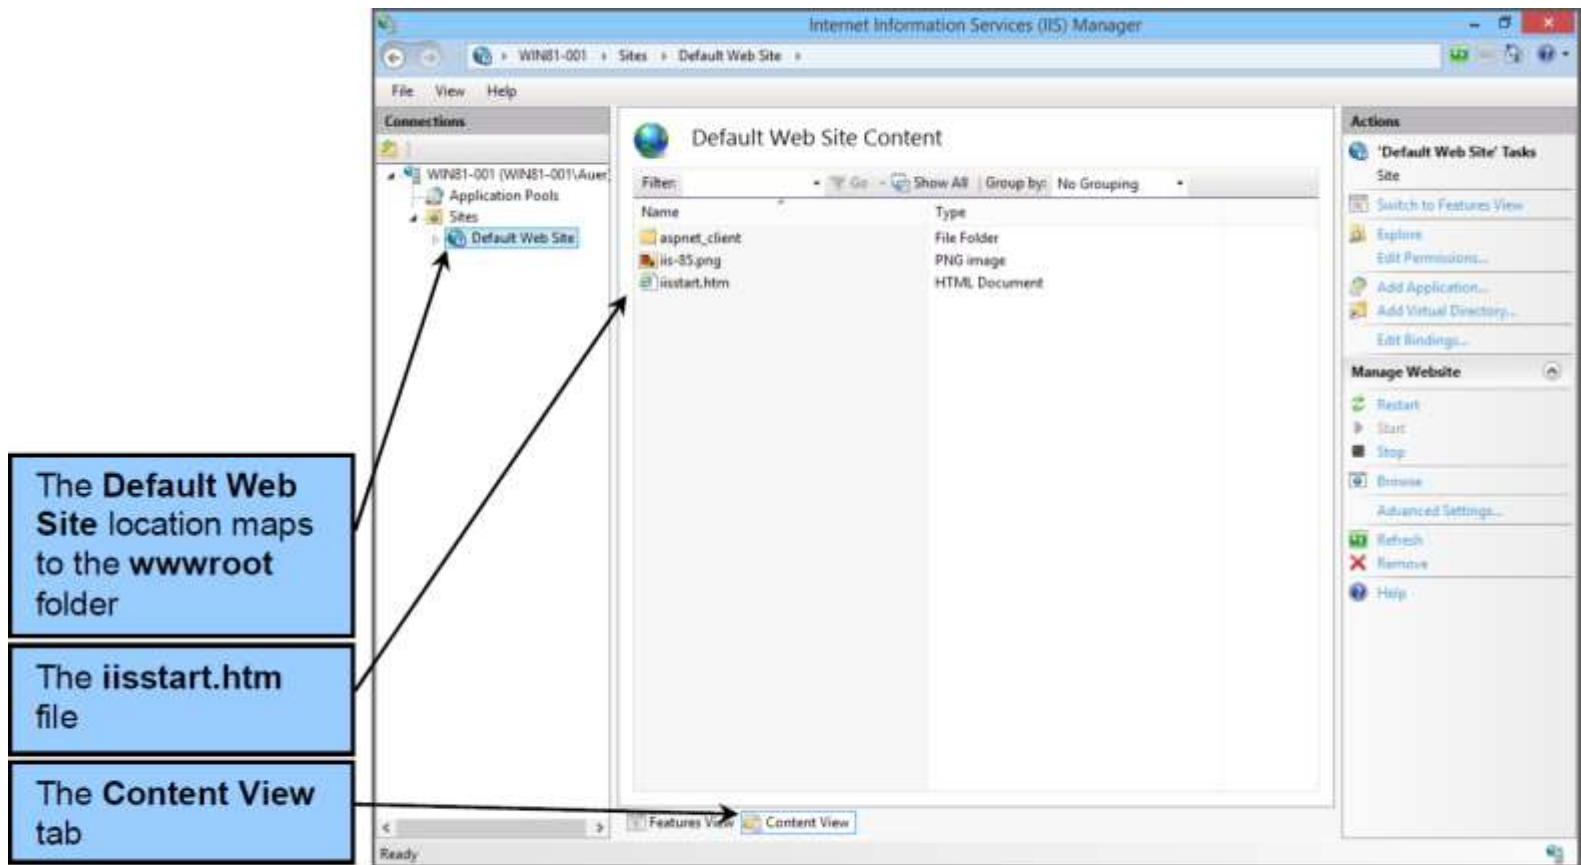 Internet Information Services (IIS) Manager
WIN81-001 Sites Default Web Site
File View Help
Connections
WIN81-001 (WIN81-001\Auer
Application Pools
Sites
Default Web Site
Default Web Site Content
Filter: Go Show All Group by: No Grouping
Name Type
aspnet_client File Folder
iis-85.png PNG image
iisstart.htm HTML Document
Features View Content View
Ready
Actions
'Default Web Site' Tasks
Site
Switch to Features View
Explore
Edit Permissions...
Add Application...
Add Virtual Directory...
Edit Bindings...
Manage Website
Restart
Start
Stop
Browse
Advanced Settings...
Refresh
Remove
Help
The Default Web
Site location maps
to the wwwroot
folder
The iisstart.htm
file
The Content View
tab